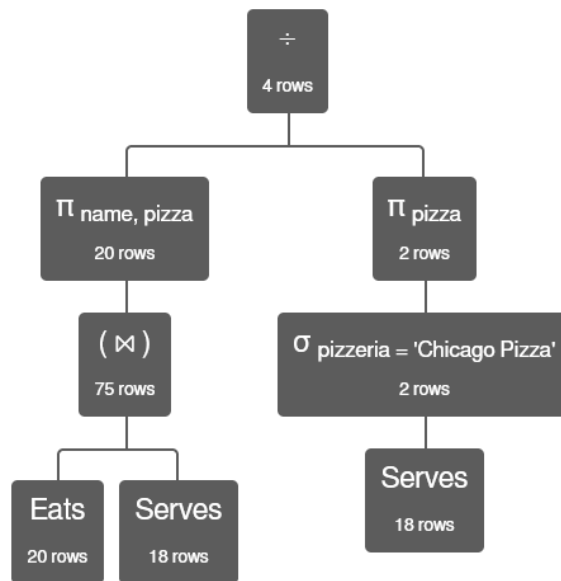 ÷
4 rows
π name, pizza
20 rows
π pizza
2 rows
( ⋈ )
75 rows
σ pizzeria = 'Chicago Pizza'
2 rows
Eats
20 rows
Serves
18 rows
Serves
18 rows